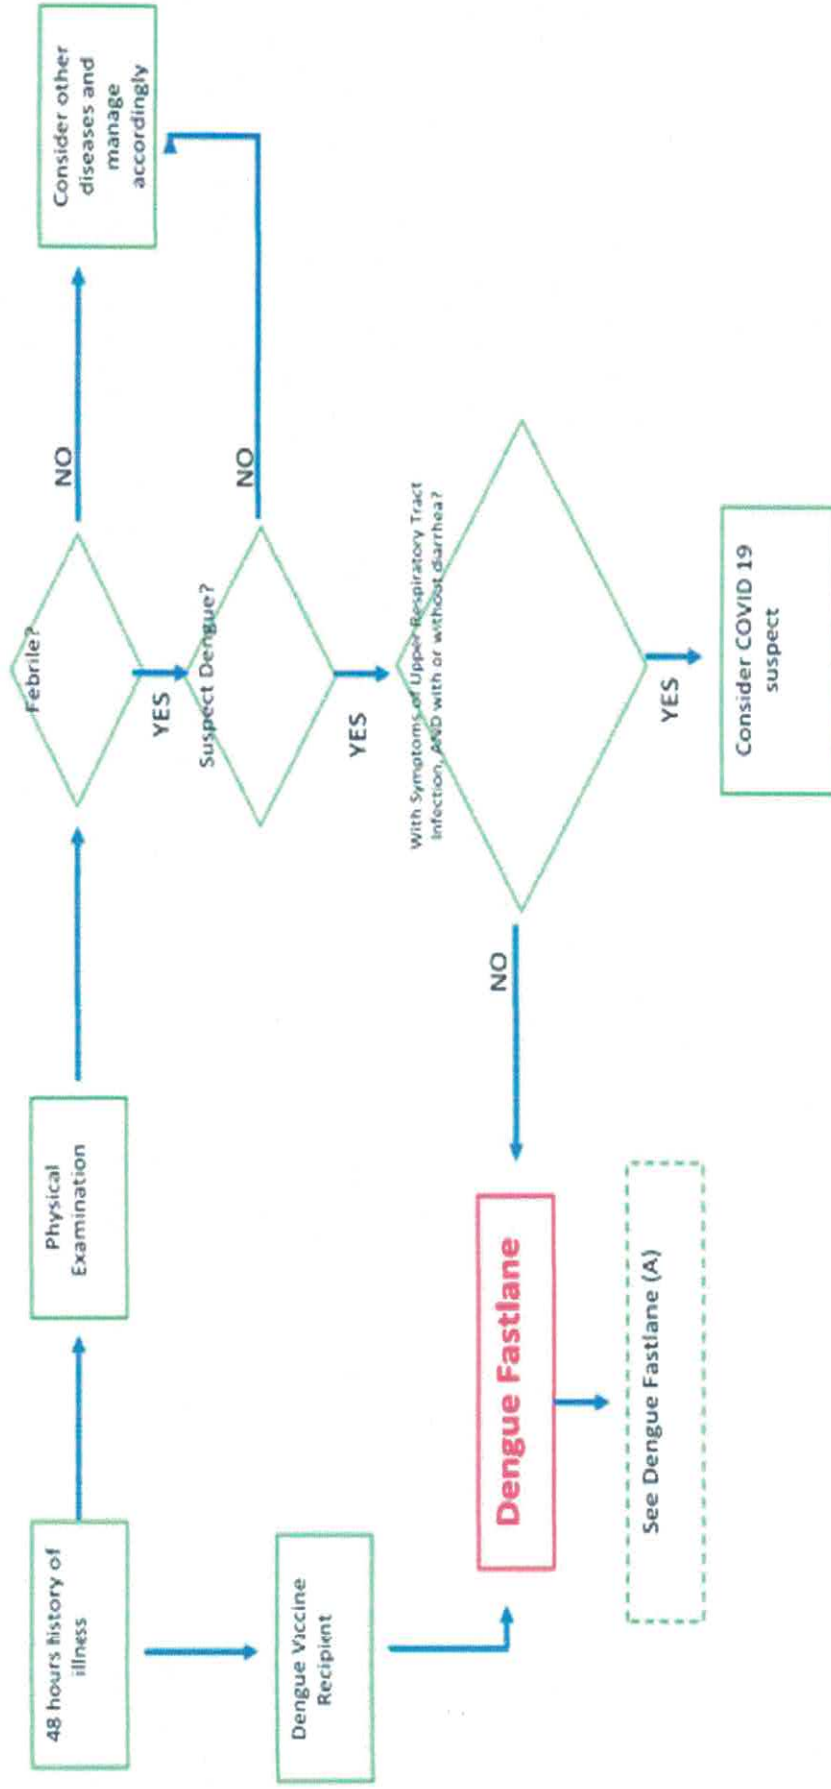 48 hours history of
illness
Physical
Examination
Febrile?
NO
Consider other
diseases and
manage
accordingly
YES
Suspect Dengue?
NO
YES
Dengue Vaccine
Recipient
With Symptoms of Upper Respiratory Tract
Infection, AND with or without diarrhea?
NO
YES
Dengue Fastlane
See Dengue Fastlane (A)
Consider COVID 19
suspect